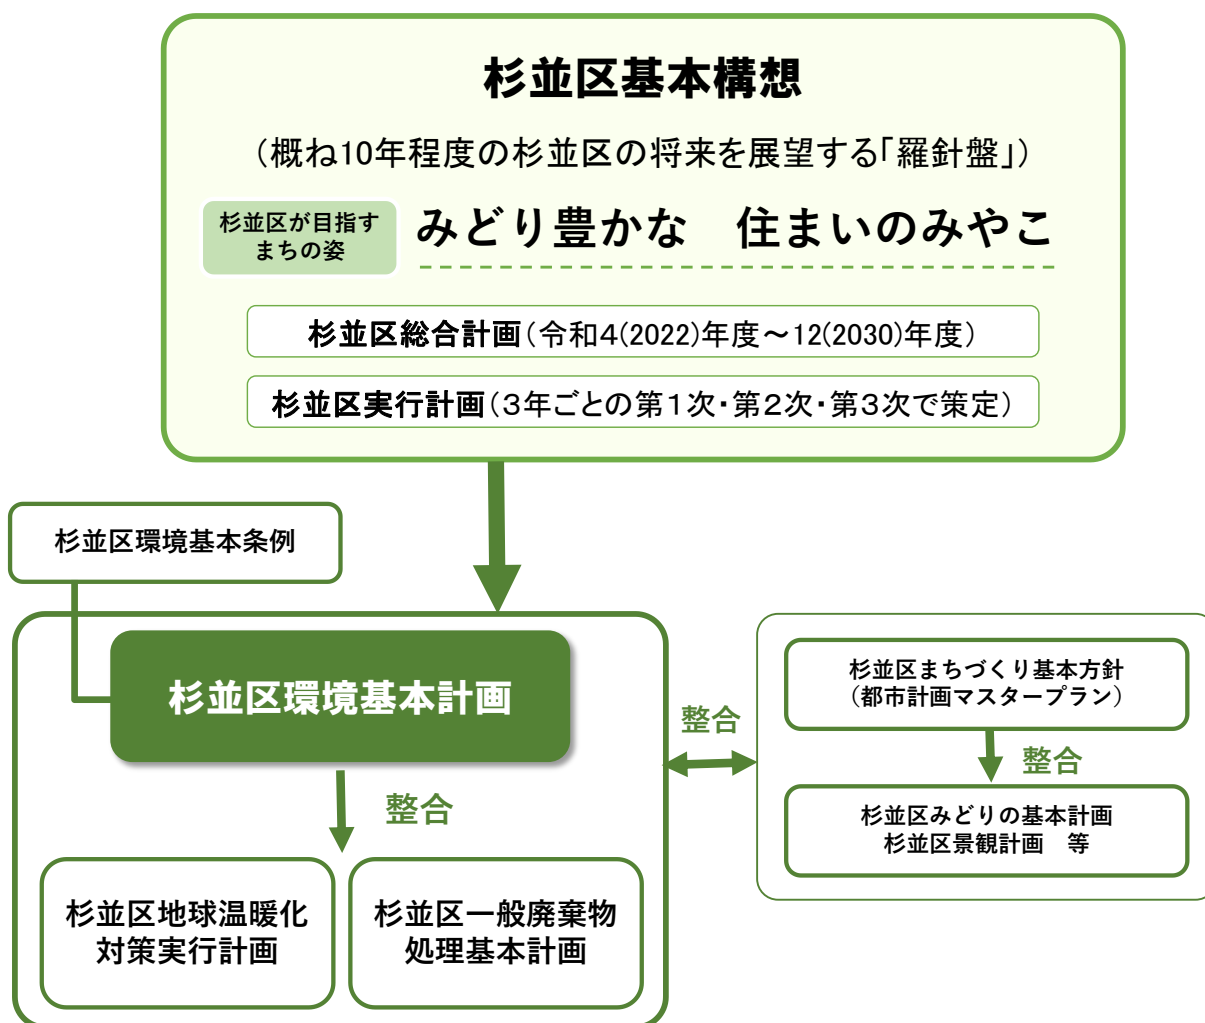 杉並区基本構想
（概ね10年程度の杉並区の将来を展望する「羅針盤」）
杉並区が目指す
まちの姿
みどり豊かな　住まいのみやこ
杉並区総合計画（令和4(2022)年度～12(2030)年度）
杉並区実行計画（３年ごとの第１次・第２次・第３次で策定）
杉並区環境基本条例
杉並区環境基本計画
整合
杉並区地球温暖化
対策実行計画
杉並区一般廃棄物
処理基本計画
整合
杉並区まちづくり基本方針
（都市計画マスタープラン）
整合
杉並区みどりの基本計画
杉並区景観計画　等